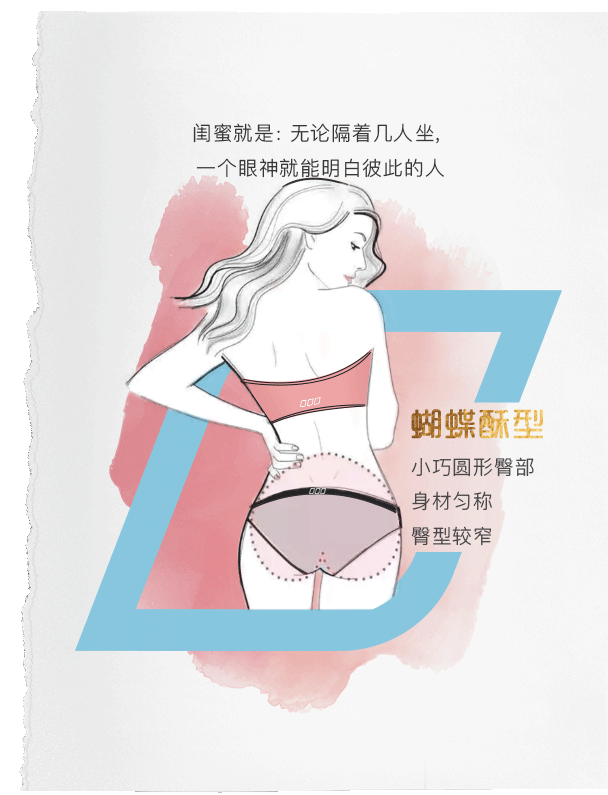 闺蜜就是：无论隔着几人坐,
一个眼神就能明白彼此的人
蝴蝶酥型
小巧圆形臀部
身材匀称
臀型较窄